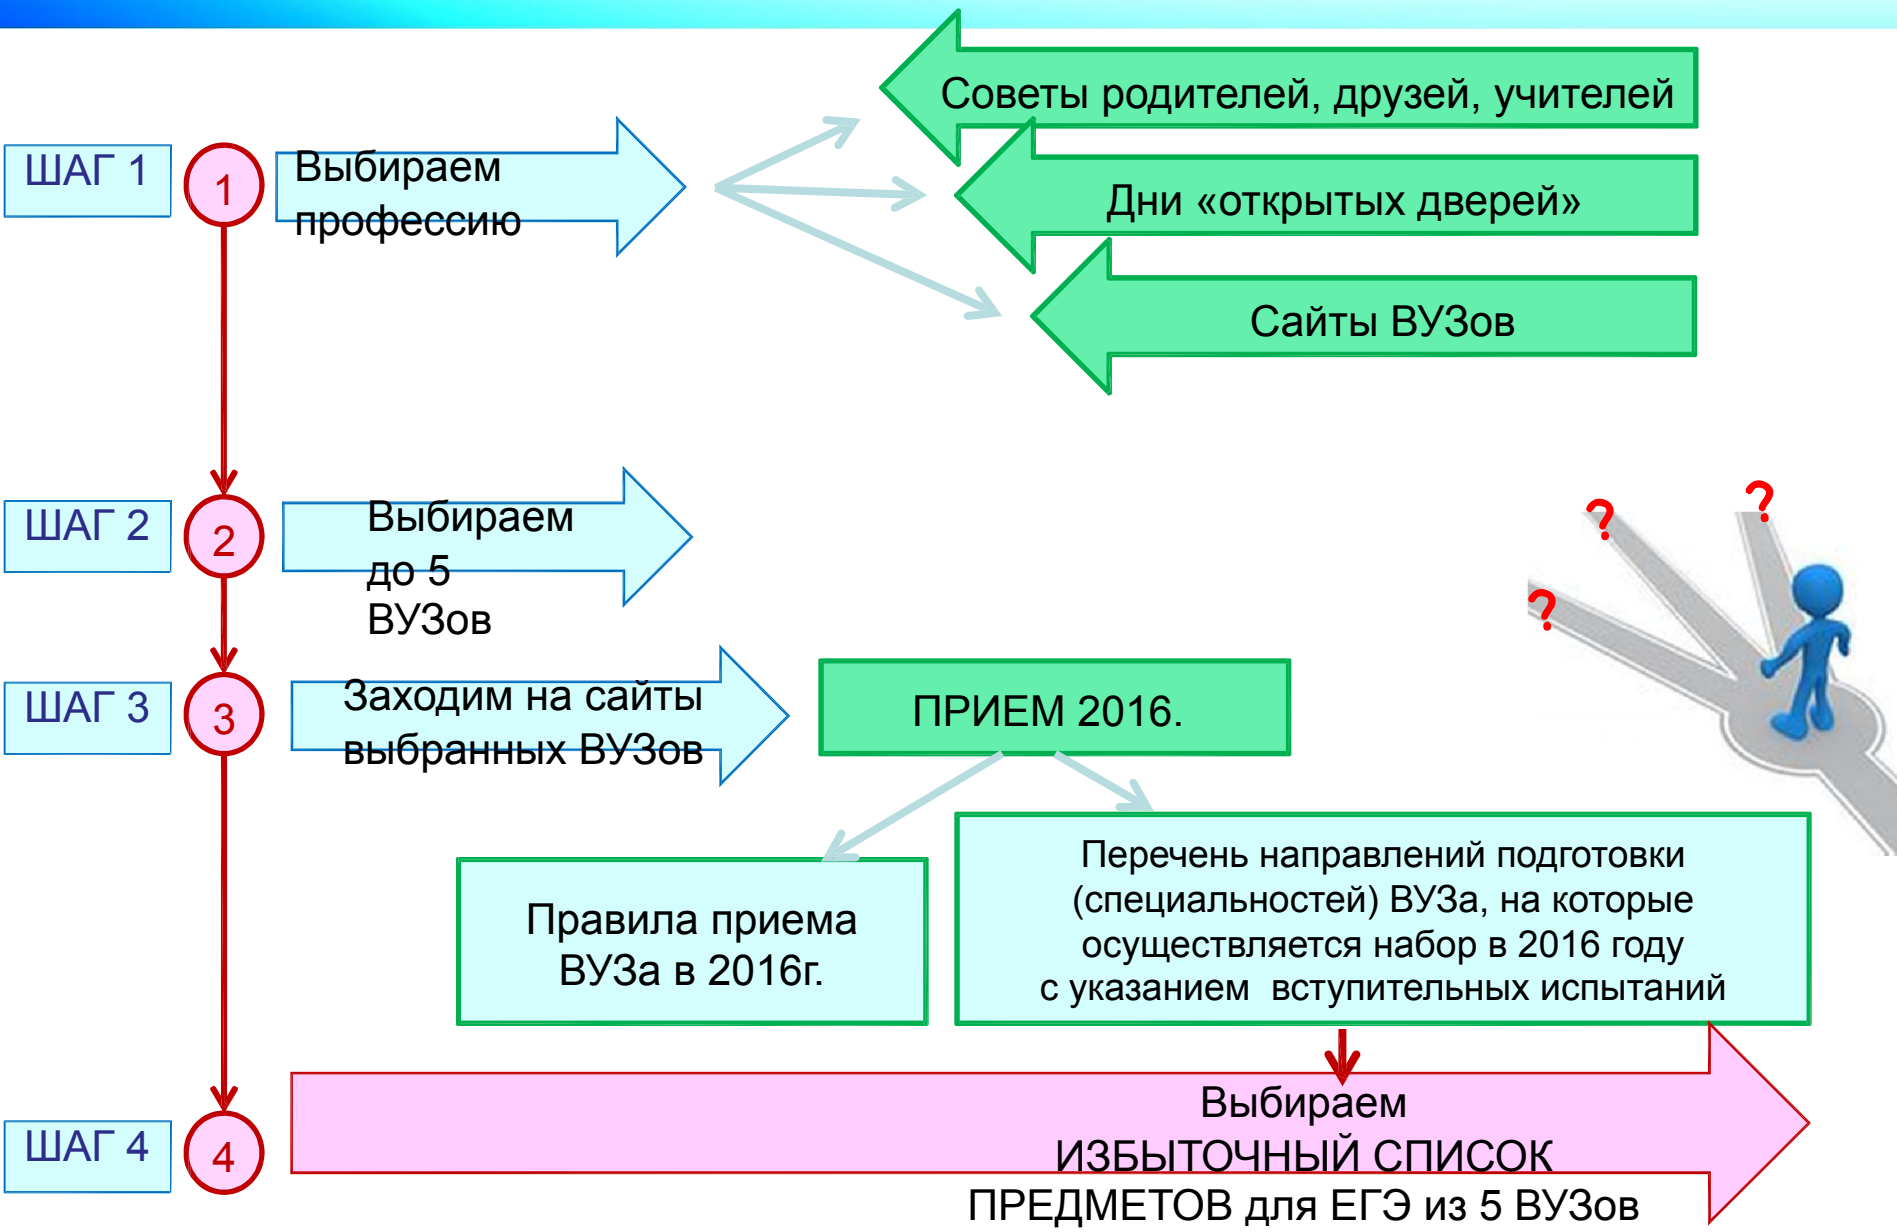 ШАГ 1
1
Выбираем
профессию
Советы родителей, друзей, учителей
Дни «открытых дверей»
Сайты ВУЗов
ШАГ 2
2
Выбираем
до 5
ВУЗов
?
?
?
ШАГ 3
3
Заходим на сайты
выбранных ВУЗов
ПРИЕМ 2016.
Правила приема
ВУЗа в 2016г.
Перечень направлений подготовки
(специальностей) ВУЗа, на которые
осуществляется набор в 2016 году
с указанием вступительных испытаний
ШАГ 4
4
Выбираем
ИЗБЫТОЧНЫЙ СПИСОК
ПРЕДМЕТОВ для ЕГЭ из 5 ВУЗов